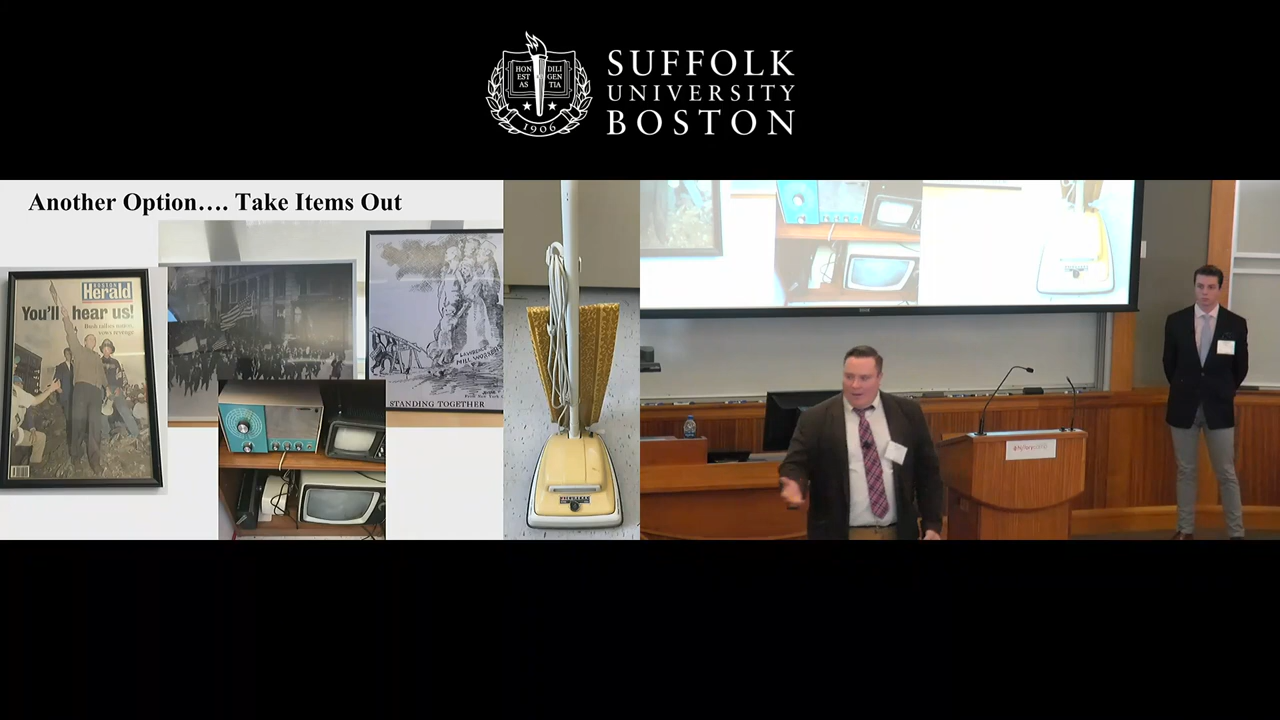 HON
EST
AS
DILI
GEN
TIA
1906
SUFFOLK
UNIVERSITY
BOSTON
Another Option…. Take Items Out
Herald
You'll hear us!
STANDING TOGETHER